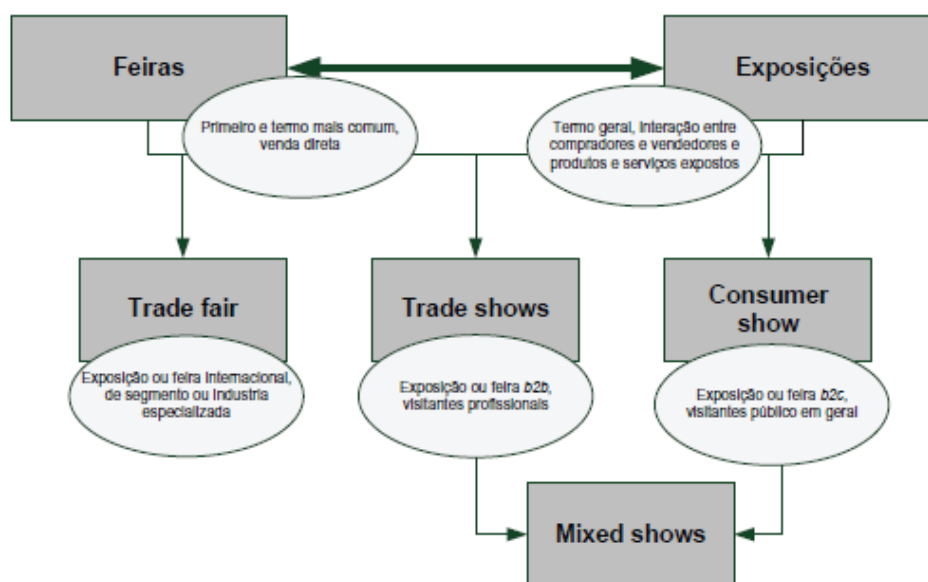 Feiras
Exposições
Primeiro e termo mais comum,
venda direta
Termo geral, interação entre
compradores e vendedores e
produtos e serviços expostos
Trade fair
Trade shows
Consumer
show
Exposição ou feira internacional,
de segmento ou industria
especializada
Exposição ou feira b2b,
visitantes profissionais
Exposição ou feira b2c,
visitantes público em geral
Mixed shows